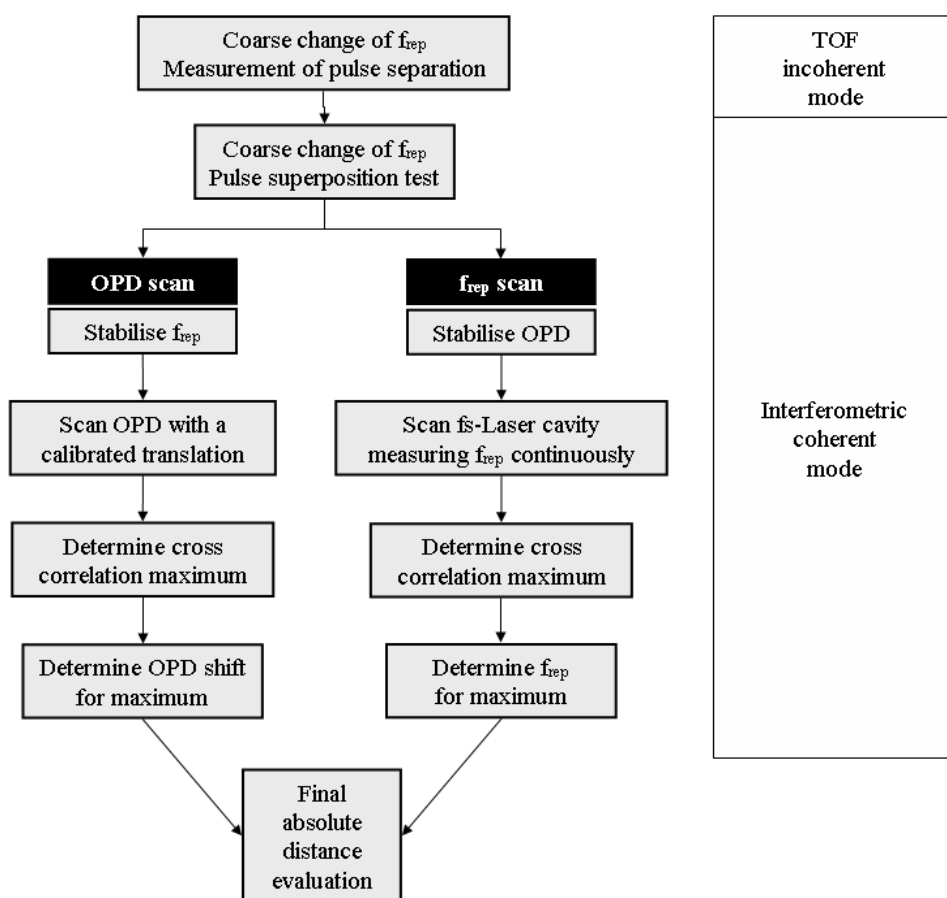 Coarse change of frep
Measurement of pulse separation
TOF
incoherent
mode
Coarse change of frep
Pulse superposition test
OPD scan
frep scan
Stabilise frep
Stabilise OPD
Scan OPD with a
calibrated translation
Scan fs-Laser cavity
measuring frep continuously
Interferometric
coherent
mode
Determine cross
correlation maximum
Determine cross
correlation maximum
Determine OPD shift
for maximum
Determine frep
for maximum
Final
absolute
distance
evaluation